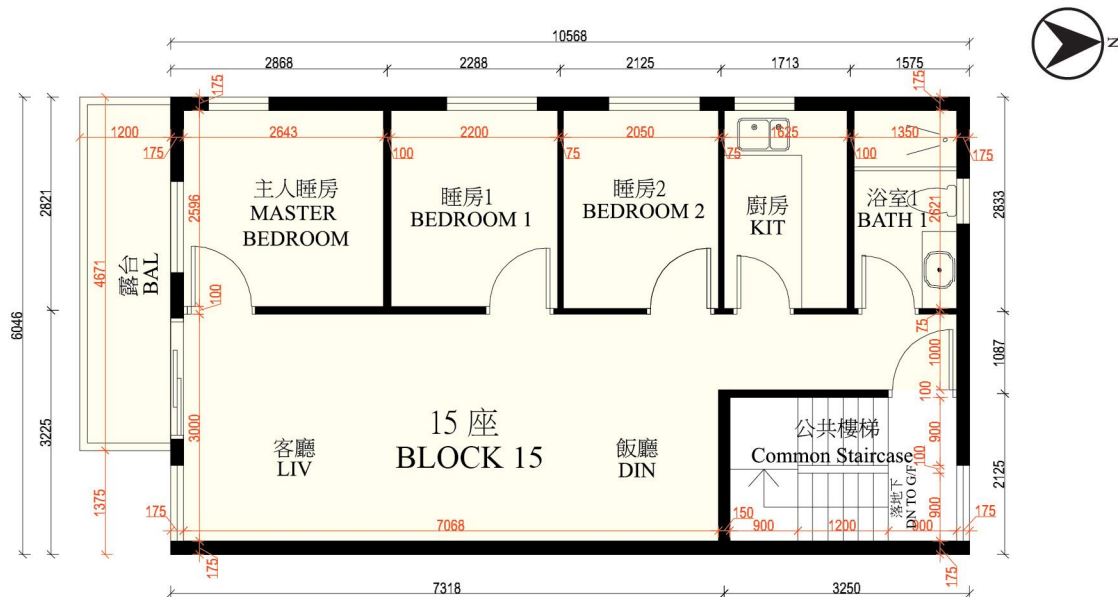 10568
2868
2288
2125
1713
1575
N
175
175
1200
2643
2200
2050
1625
1350
175
100
75
75
100
175
主人睡房
MASTER
BEDROOM
睡房1
BEDROOM 1
睡房2
BEDROOM 2
廚房
KIT
浴室1
BATH 1
露台
BAL
2821
6046
3225
4671
1375
2596
100
3000
2621
2833
75
1000
1087
100
900
100
900
2125
15 座
BLOCK 15
客廳
LIV
飯廳
DIN
公共樓梯
Common Staircase
落地下
DN TO G/F
175
7068
150
900
1200
900
175
175
175
7318
3250